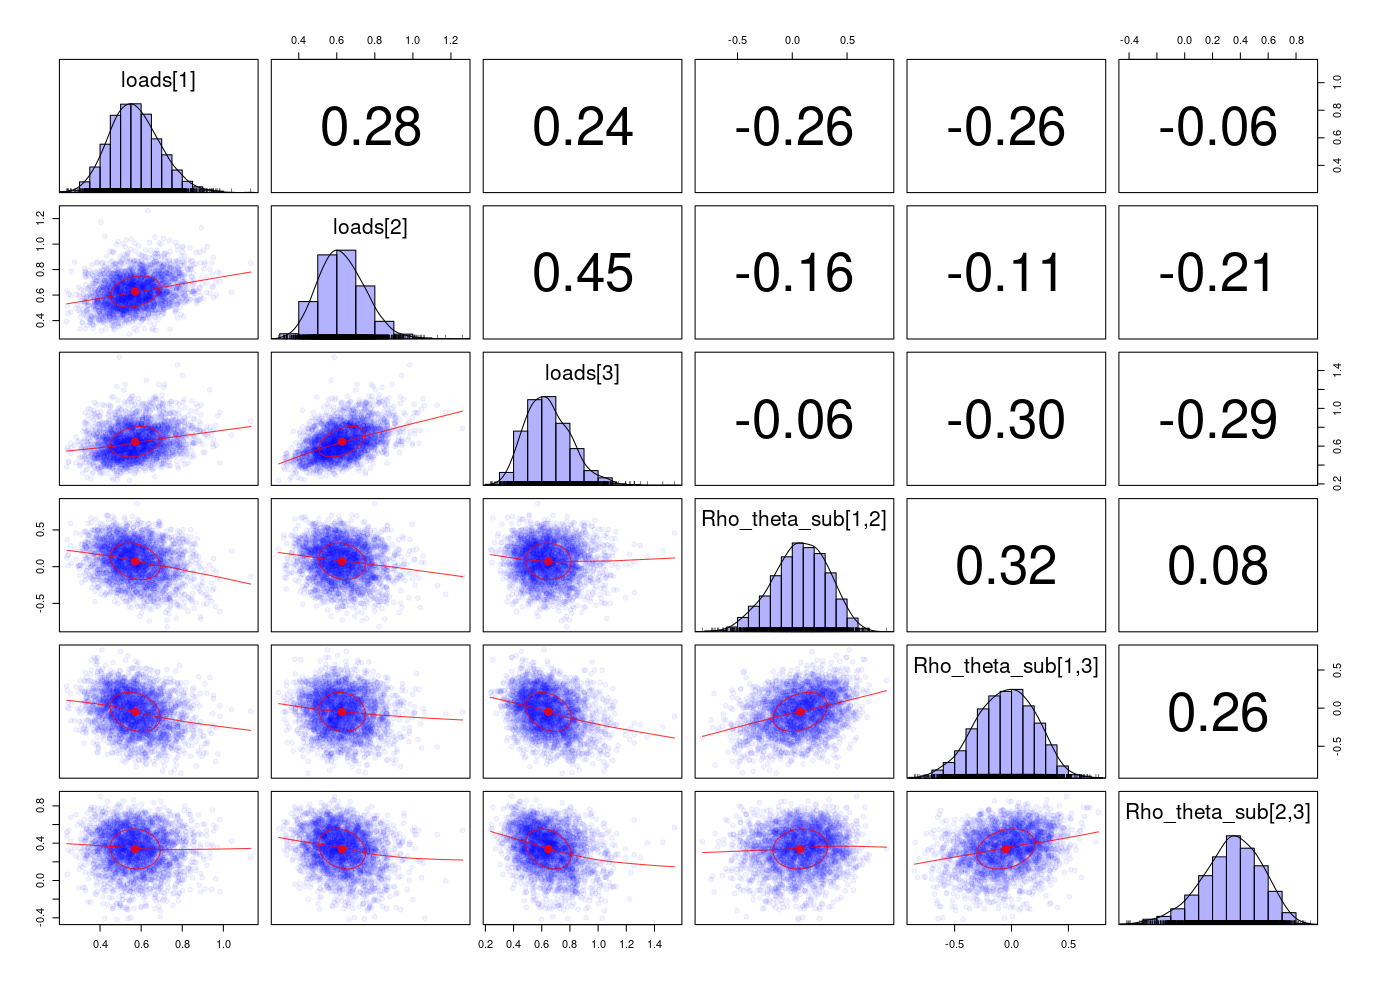 0.4 0.6 0.8 1.0 1.2 -0.5 0.0 0.5 -0.4 0.0 0.2 0.4 0.6 0.8
loads[1] 0.28 0.24 -0.26 -0.26 -0.06
0.4 0.6 0.8 1.0
loads[2] 0.45 -0.16 -0.11 -0.21
0.4 0.6 0.8 1.0 1.2
loads[3] -0.06 -0.30 -0.29
0.2 0.6 1.0 1.4
Rho_theta_sub[1,2] 0.32 0.08
-0.5 0.0 0.5
Rho_theta_sub[1,3] 0.26
-0.5 0.0 0.5
Rho_theta_sub[2,3]
-0.4 0.0 0.4 0.8
0.4 0.6 0.8 1.0 0.2 0.4 0.6 0.8 1.0 1.2 1.4 -0.5 0.0 0.5